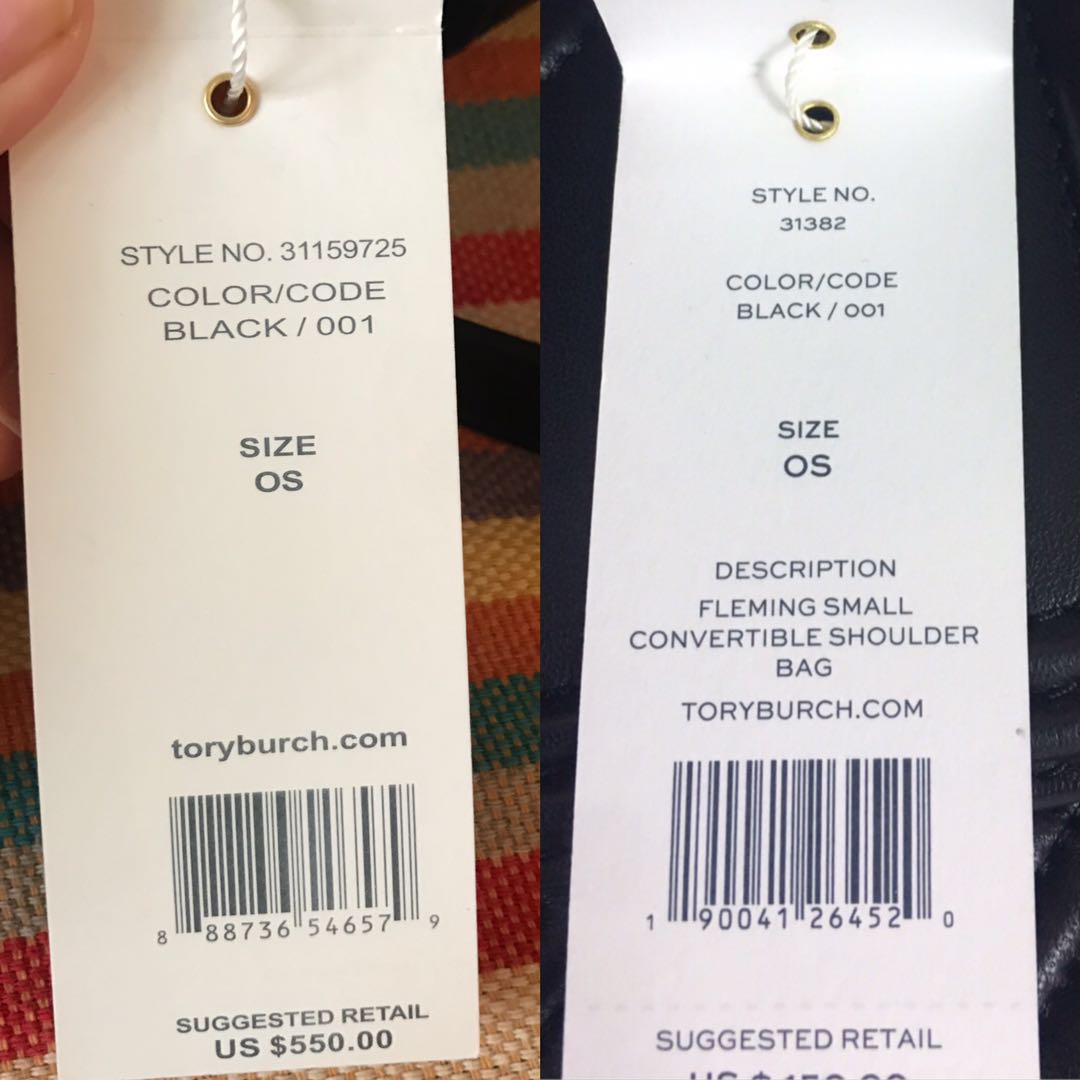 STYLE NO. 31159725
COLOR/CODE
BLACK / 001
SIZE
OS
toryburch.com
8 88736 54657 9
SUGGESTED RETAIL
US $550.00
STYLE NO.
31382
COLOR/CODE
BLACK / 001
SIZE
OS
DESCRIPTION
FLEMING SMALL
CONVERTIBLE SHOULDER
BAG
TORYBURCH.COM
1 90041 26452 0
SUGGESTED RETAIL